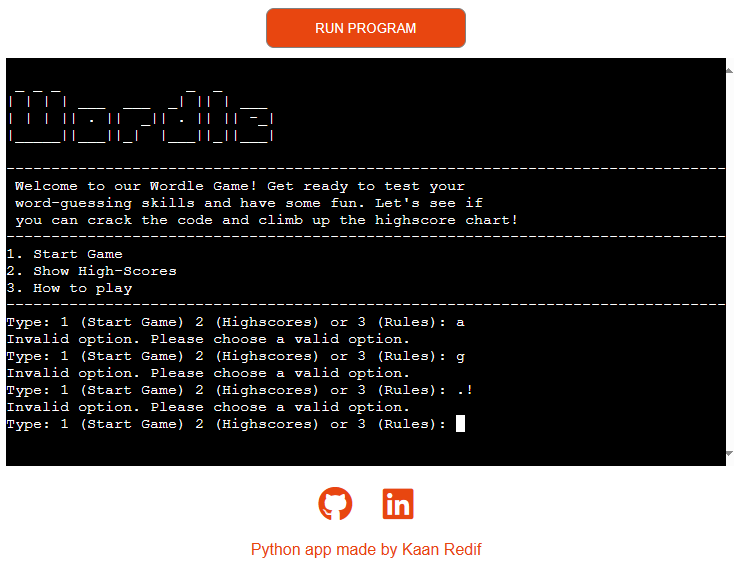 RUN PROGRAM
Wordle
Welcome to our Wordle Game! Get ready to test your
word-guessing skills and have some fun. Let's see if
you can crack the code and climb up the highscore chart!
1. Start Game
2. Show High-Scores
3. How to play
Type: 1 (Start Game) 2 (Highscores) or 3 (Rules): a
Invalid option. Please choose a valid option.
Type: 1 (Start Game) 2 (Highscores) or 3 (Rules): g
Invalid option. Please choose a valid option.
Type: 1 (Start Game) 2 (Highscores) or 3 (Rules): .!
Invalid option. Please choose a valid option.
Type: 1 (Start Game) 2 (Highscores) or 3 (Rules):
in
Python app made by Kaan Redif